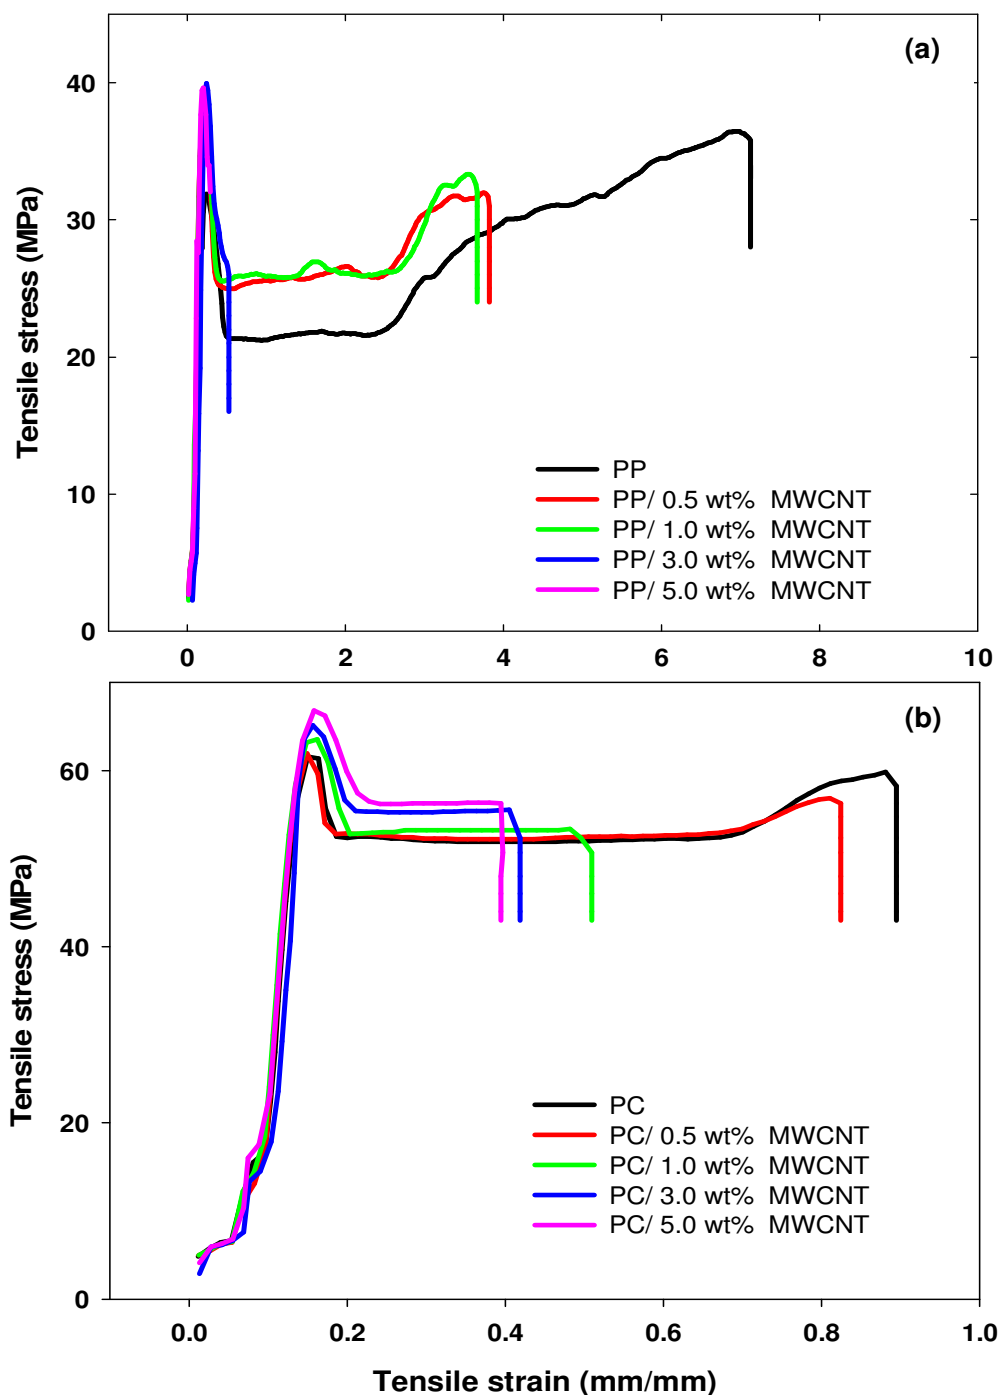 (a)
Tensile stress (MPa)
40
30
20
10
0
PP
PP/ 0.5 wt% MWCNT
PP/ 1.0 wt% MWCNT
PP/ 3.0 wt% MWCNT
PP/ 5.0 wt% MWCNT
0 2 4 6 8 10
(b)
Tensile stress (MPa)
60
40
20
0
PC
PC/ 0.5 wt% MWCNT
PC/ 1.0 wt% MWCNT
PC/ 3.0 wt% MWCNT
PC/ 5.0 wt% MWCNT
0.0 0.2 0.4 0.6 0.8 1.0
Tensile strain (mm/mm)